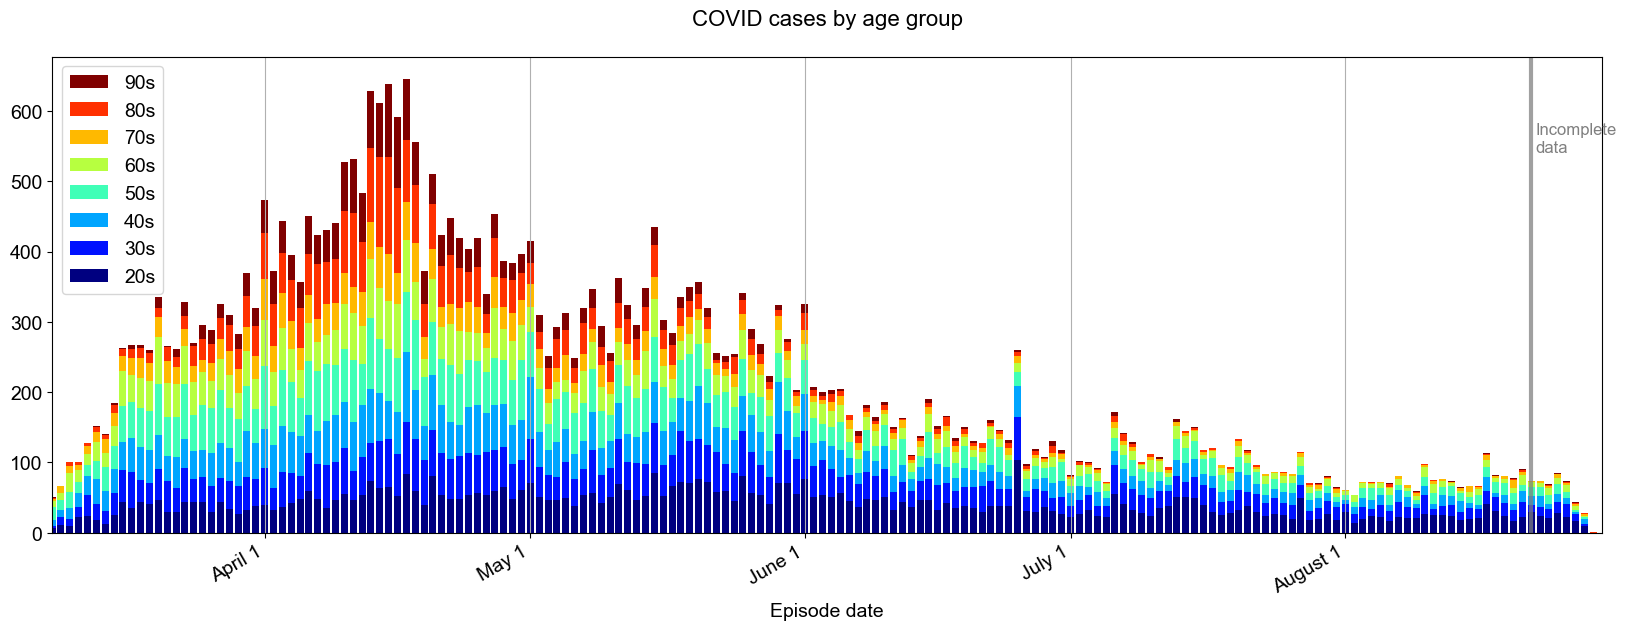 COVID cases by age group
600
500
400
300
200
100
0
90s
80s
70s
60s
50s
40s
30s
20s
Incomplete
data
April 1
May 1
June 1
July 1
August 1
Episode date